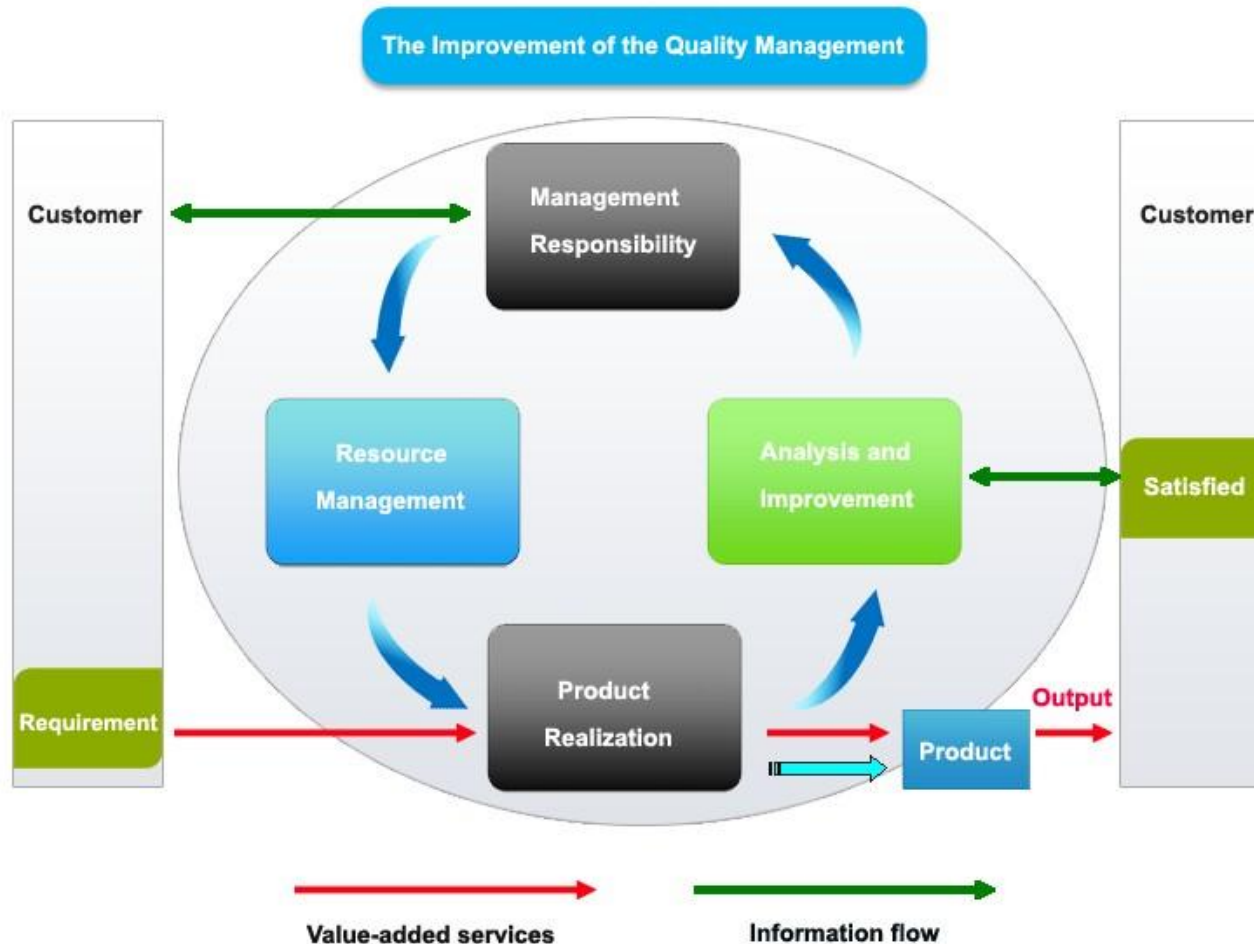 The Improvement of the Quality Management
Customer
Management
Responsibility
Customer
Resource
Management
Analysis and
Improvement
Satisfied
Requirement
Product
Realization
Output
Product
Value-added services
Information flow